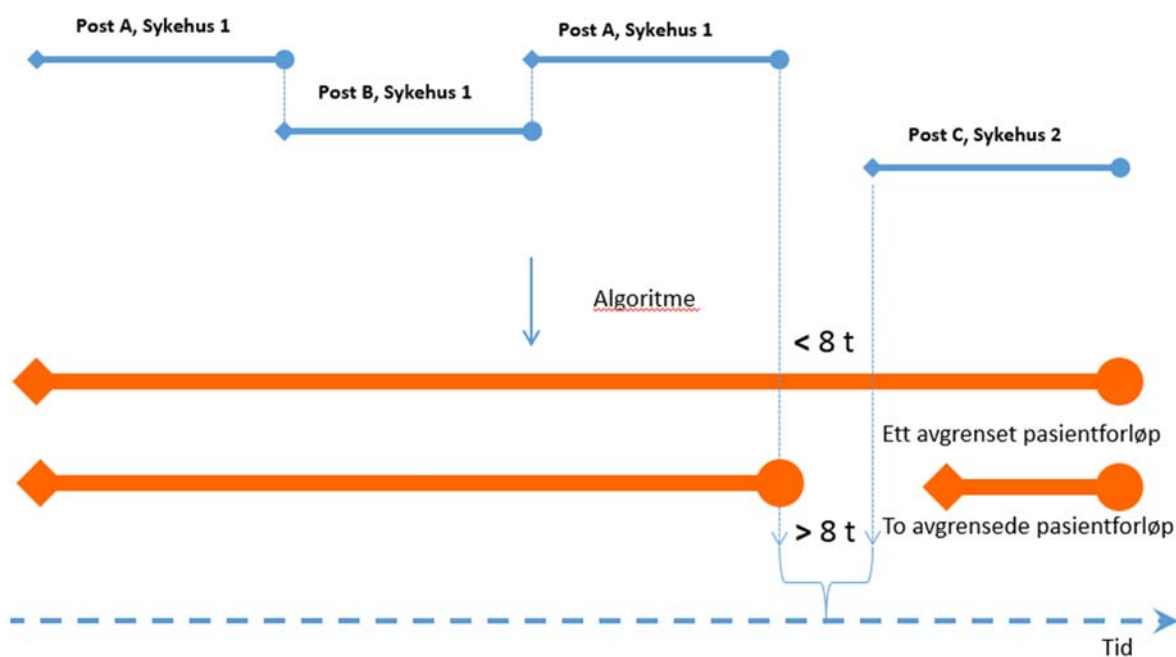 Post A, Sykehus 1
Post A, Sykehus 1
Post B, Sykehus 1
Post C, Sykehus 2
Algoritme
< 8 t
Ett avgrenset pasientforløp
> 8 t
To avgrensede pasientforløp
Tid